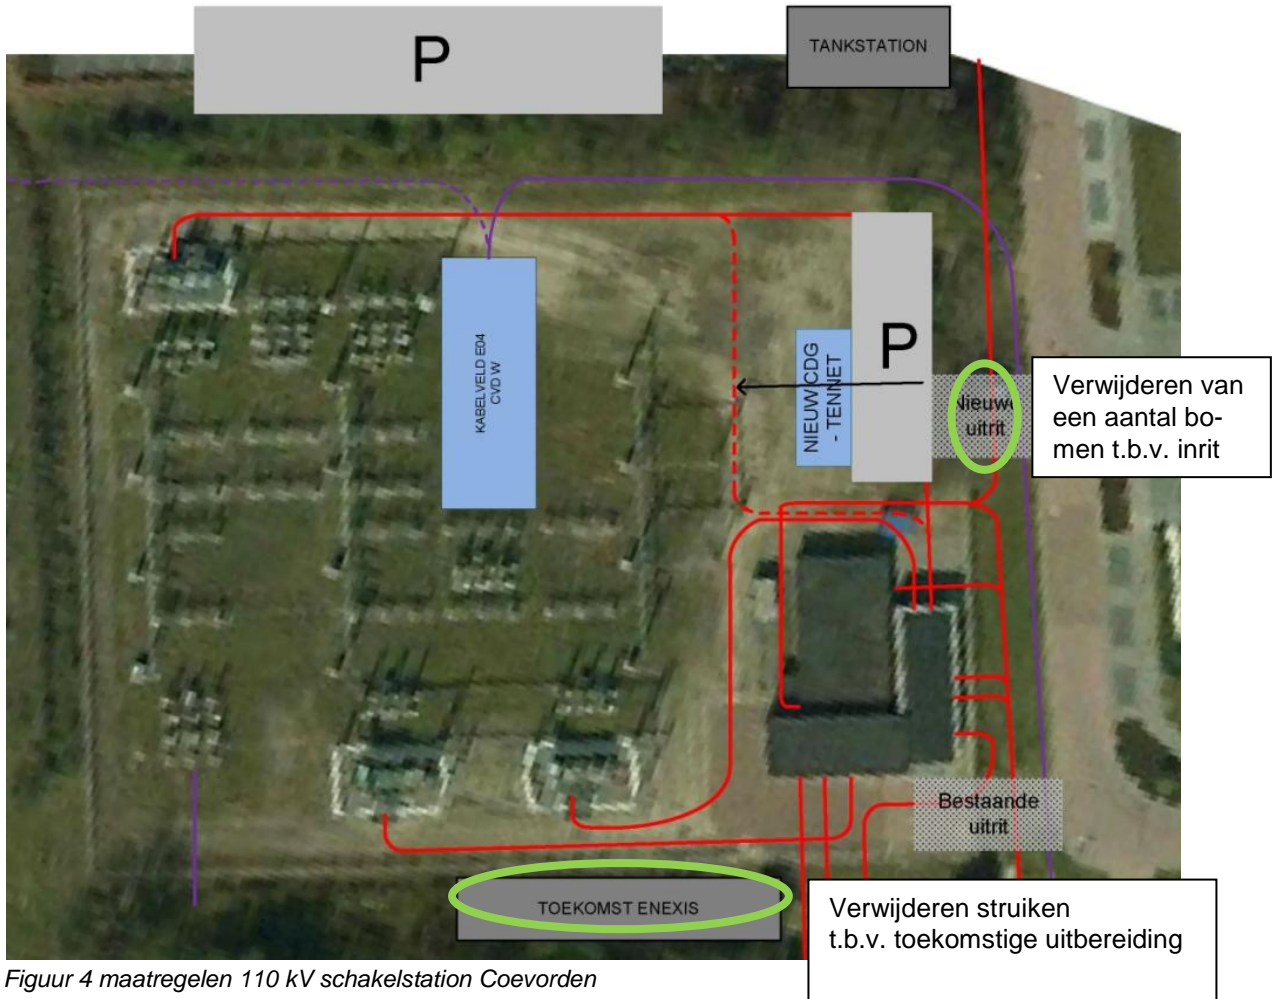 P
TANKSTATION
KABELVELD E04
CVD W
NIEUW CDG
- TENNET
P
Nieuwe
uitrit
Verwijderen van
een aantal bo-
men t.b.v. inrit
Bestaande
uitrit
TOEKOMST ENEXIS
Verwijderen struiken
t.b.v. toekomstige uitbereiding
Figuur 4 maatregelen 110 kV schakelstation Coevorden